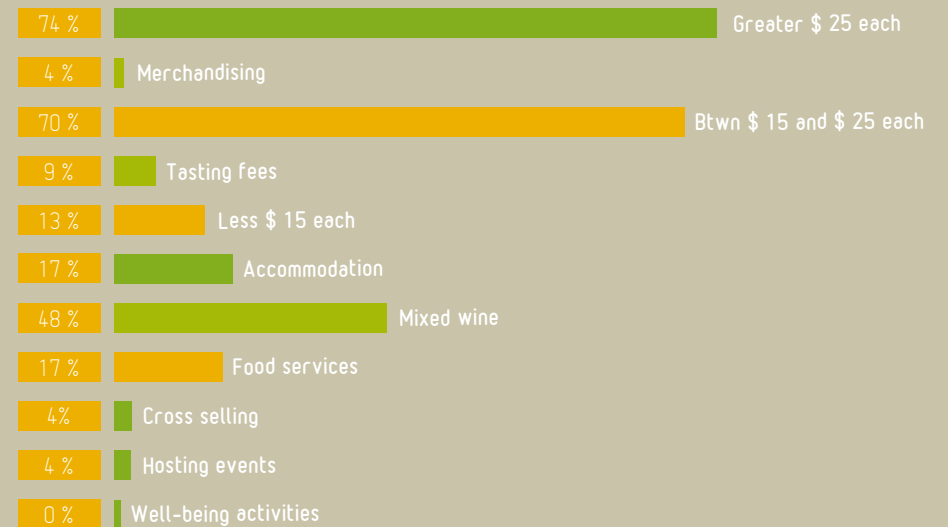 74 % Greater $ 25 each
4 % Merchandising
70 % Btwn $ 15 and $ 25 each
9 % Tasting fees
13 % Less $ 15 each
17 % Accommodation
48 % Mixed wine
17 % Food services
4% Cross selling
4 % Hosting events
0 % Well-being activities